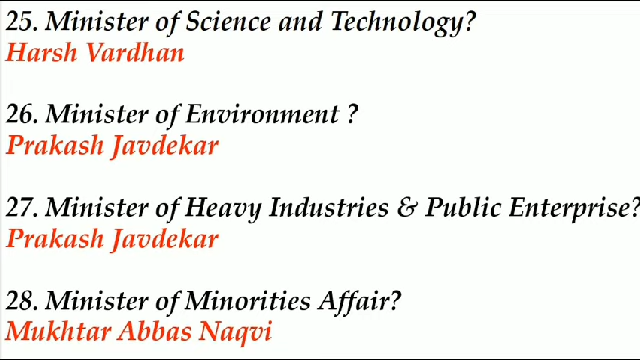 25. Minister of Science and Technology?
Harsh Vardhan
26. Minister of Environment ?
Prakash Javdekar
27. Minister of Heavy Industries & Public Enterprise?
Prakash Javdekar
28. Minister of Minorities Affair?
Mukhtar Abbas Naqvi